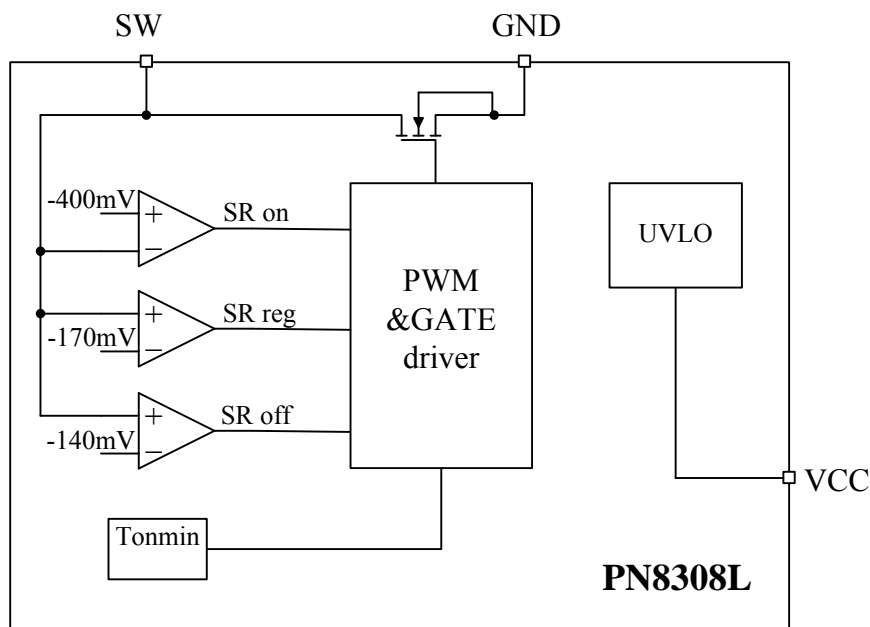 SW
GND
-400mV
+
−
SR on
UVLO
PWM
&GATE
driver
+
−
-170mV
SR reg
+
−
-140mV
SR off
VCC
Tonmin
PN8308L